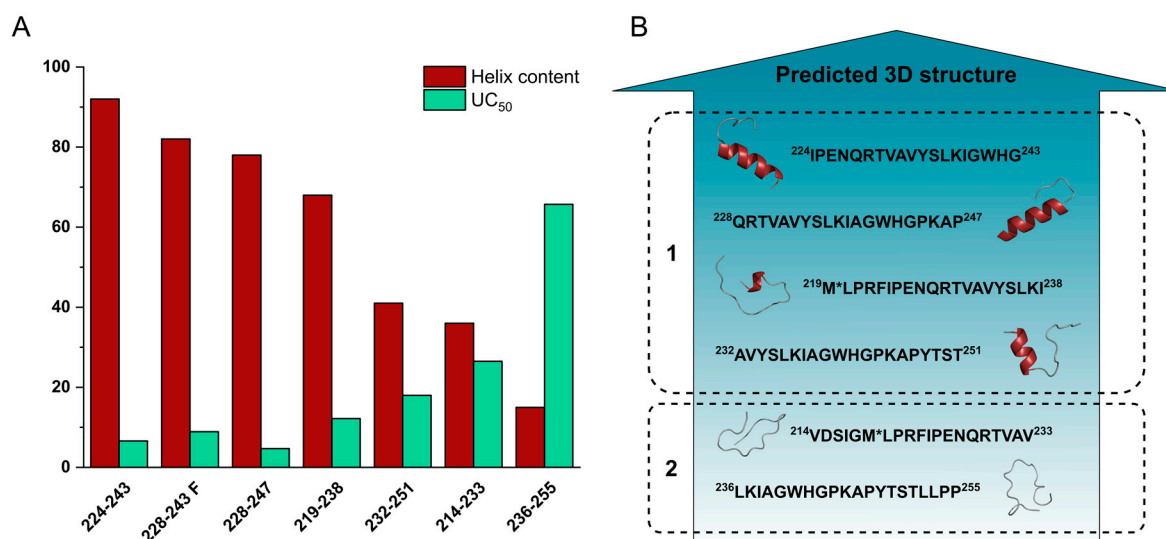 A
100
80
60
40
20
0
Helix content
UC50
224-243
228-243 F
228-247
219-238
232-251
214-233
236-255
B
Predicted 3D structure
1
224IPENQRTVAVYSLKIGWHG243
228QRTVAVYSLKIAGWHGPKAP247
219M*LPRFIPENQRTVAVYSLKI238
232AVYSLKIAGWHGPKAPYTST251
2
214VDSIGM*LPRFIPENQRTVAV233
236LKIAGWHGPKAPYTSTLLPP255